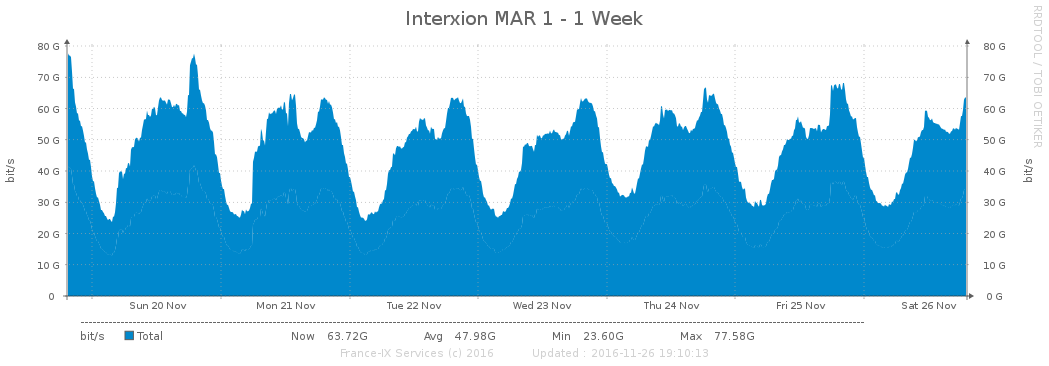 Interxion MAR 1 - 1 Week
RRDTOOL / TOBI OETIKER
80 G 80 G
70 G 70 G
60 G 60 G
50 G 50 G
40 G 40 G
30 G 30 G
20 G 20 G
10 G 10 G
0 0 G
bit/s
bit/s
Sun 20 Nov Mon 21 Nov Tue 22 Nov Wed 23 Nov Thu 24 Nov Fri 25 Nov Sat 26 Nov
bit/s Total Now 63.72G Avg 47.98G Min 23.60G Max 77.58G
France-IX Services (c) 2016 Updated : 2016-11-26 19:10:13